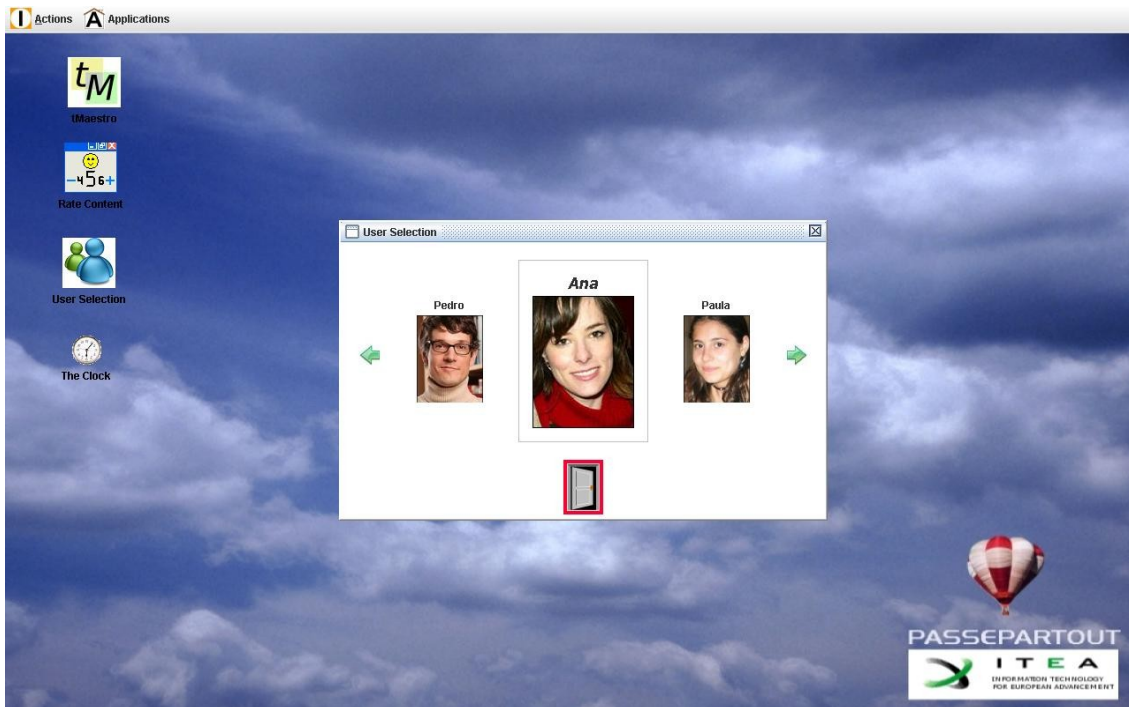 Actions
Applications
tM
tMaestro
-456+
Rate Content
User Selection
The Clock
User Selection
Pedro
Ana
Paula
PASSEPARTOUT
ITEA
INFORMATION TECHNOLOGY
FOR EUROPEAN ADVANCEMENT